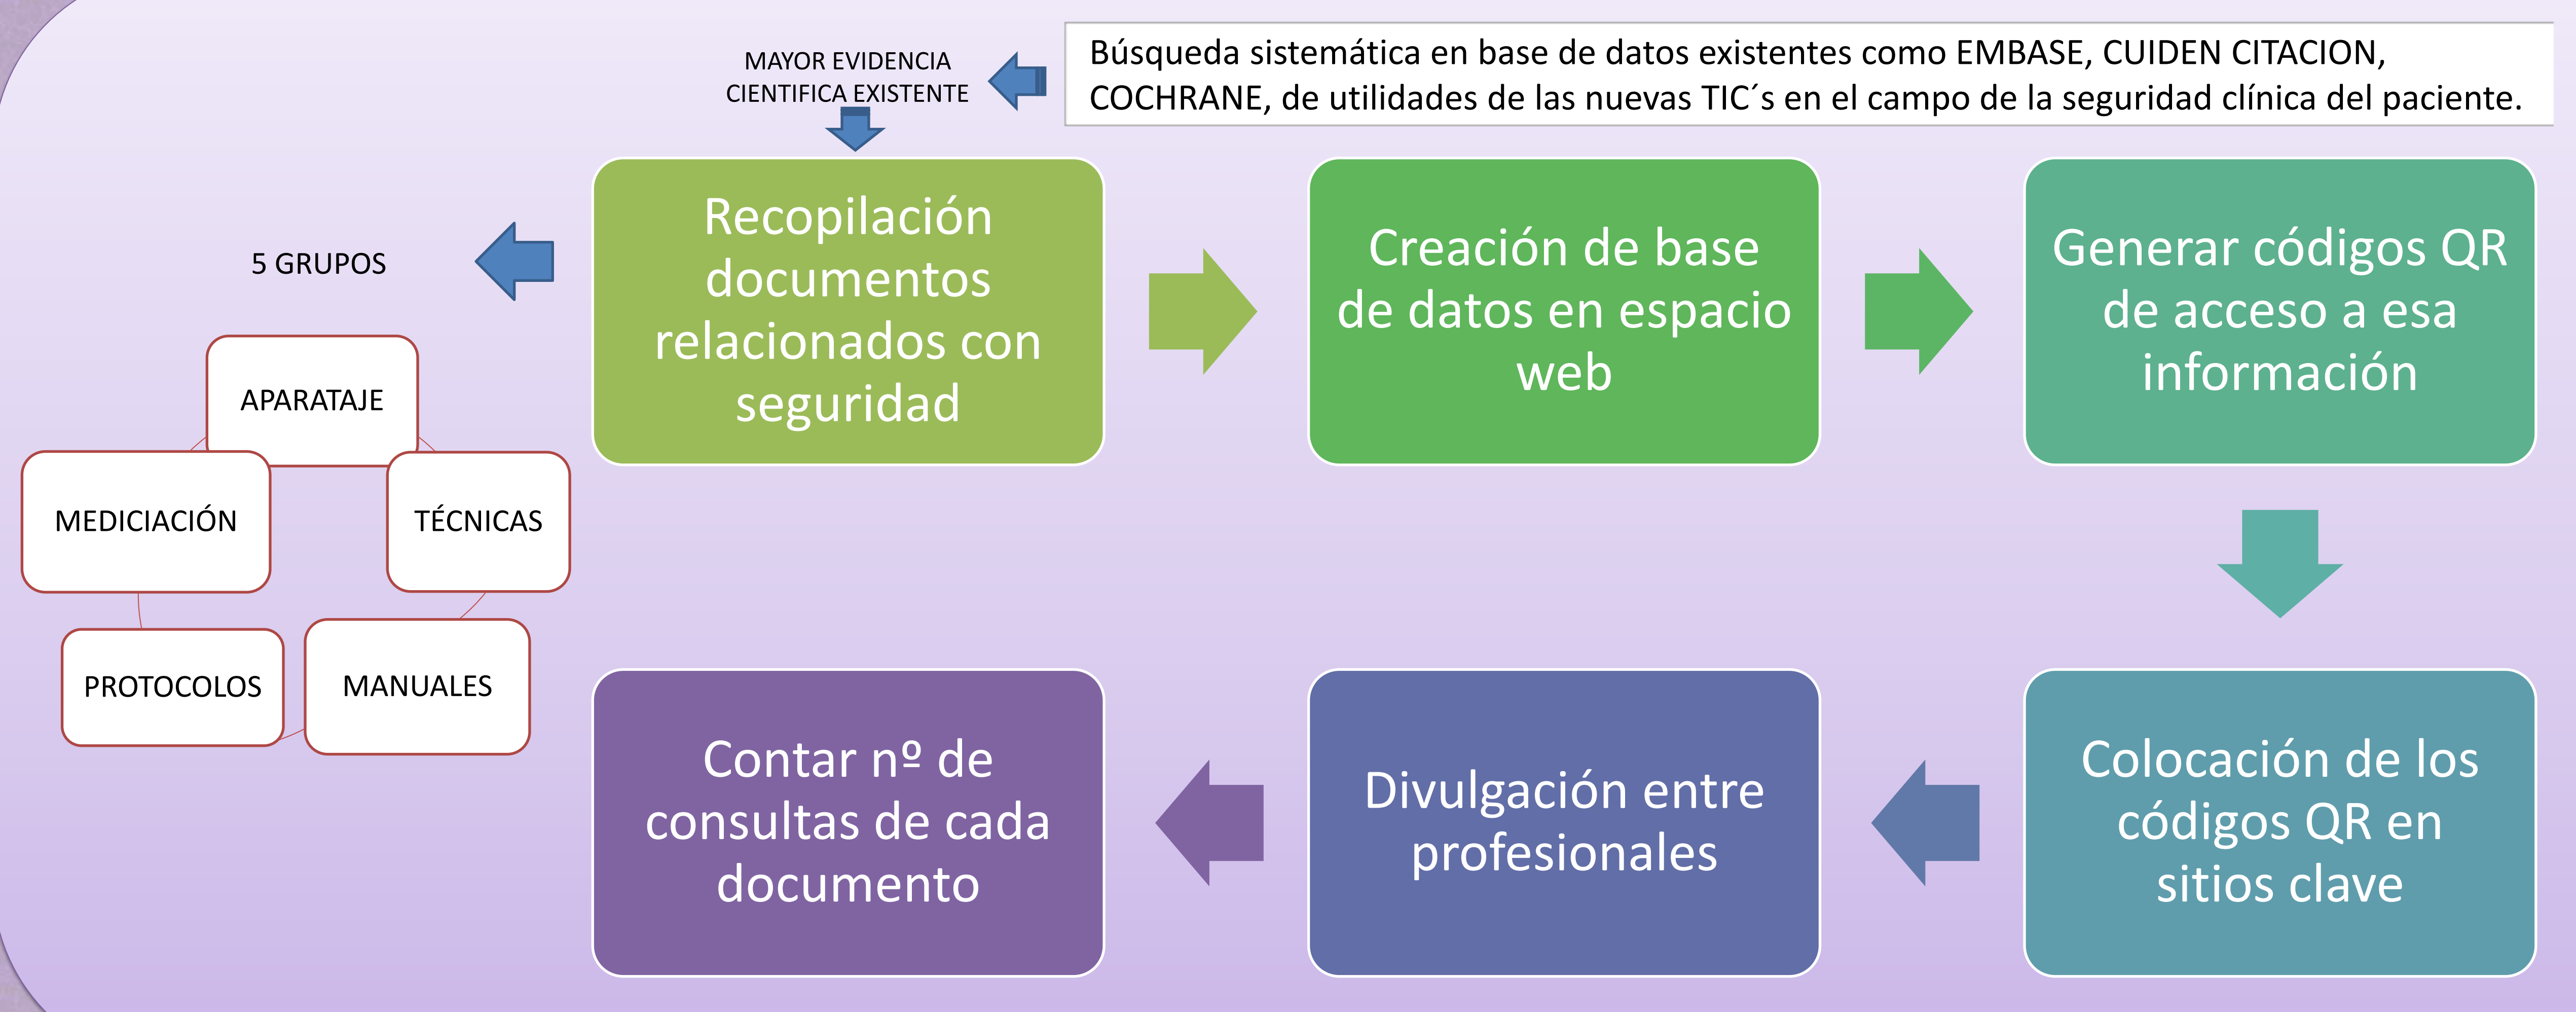 MAYOR EVIDENCIA
CIENTIFICA EXISTENTE
Búsqueda sistemática en base de datos existentes como EMBASE, CUIDEN CITACION,
COCHRANE, de utilidades de las nuevas TIC´s en el campo de la seguridad clínica del paciente.
5 GRUPOS
APARATAJE
MEDICIACIÓN
TÉCNICAS
PROTOCOLOS
MANUALES
Recopilación
documentos
relacionados con
seguridad
Creación de base
de datos en espacio
web
Generar códigos QR
de acceso a esa
información
Colocación de los
códigos QR en
sitios clave
Divulgación entre
profesionales
Contar nº de
consultas de cada
documento